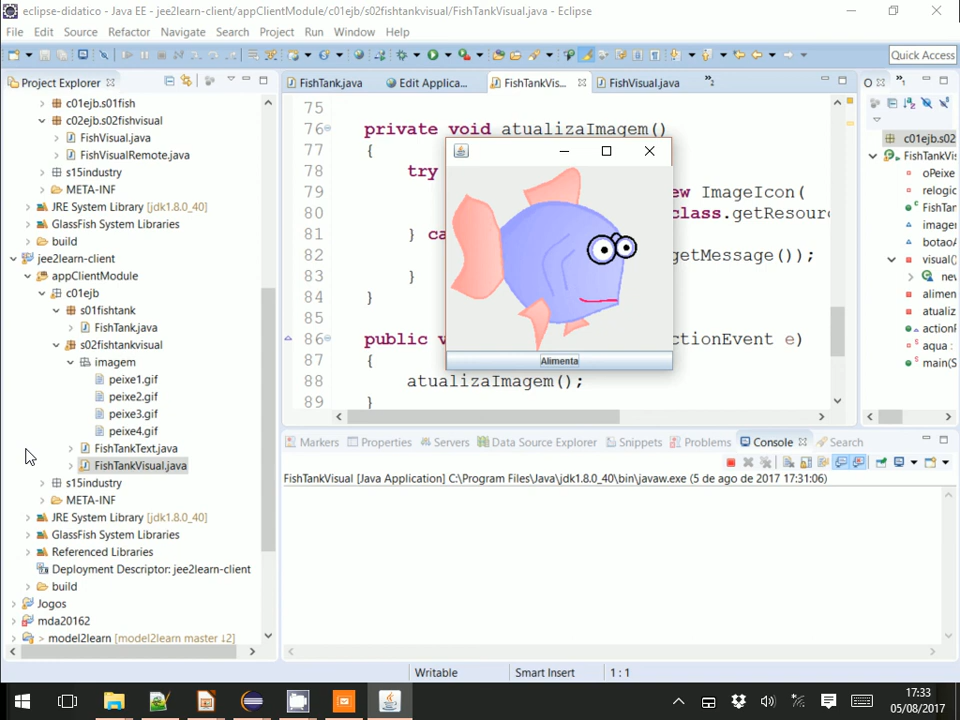 eclipse-didatico - Java EE - jee2learn-client/appClientModule/c01ejb/s02fishtankvisual/FishTankVisual.java - Eclipse
File Edit Source Refactor Navigate Search Project Run Window Help
Quick Access
Project Explorer
c01ejb.s01fish
c02ejb.s02fishvisual
FishVisual.java
FishVisualRemote.java
s15industry
META-INF
JRE System Library [jdk1.8.0_40]
GlassFish System Libraries
build
jee2learn-client
appClientModule
c01ejb
s01fishtank
FishTank.java
s02fishtankvisual
imagem
peixe1.gif
peixe2.gif
peixe3.gif
peixe4.gif
FishTankText.java
FishTankVisual.java
s15industry
META-INF
JRE System Library [jdk1.8.0_40]
GlassFish System Libraries
Referenced Libraries
Deployment Descriptor: jee2learn-client
build
Jogos
mda20162
> model2learn [model2learn master ↓2]
FishTank.java
Edit Applica...
FishTankVis...
FishVisual.java
»2
75
76 private void atualizaImagem()
77 {
78 try
79 ew ImageIcon(
80 class.getResour
81 } ca
82 getMessage());
83 }
84 }
85
86 public v ctionEvent e)
87 {
88 atualizaImagem();
89 }
Alimenta
O
c01ejb.s02
FishTankVi
oPeixe
relogic
FishTa
imager
botaoA
visual(
nev
alimen
atualiz
actionF
aqua :
main(S
Markers
Properties
Servers
Data Source Explorer
Snippets
Problems
Console
Search
FishTankVisual [Java Application] C:\Program Files\Java\jdk1.8.0_40\bin\javaw.exe (5 de ago de 2017 17:31:06)
Writable
Smart Insert
1 : 1
17:33
05/08/2017